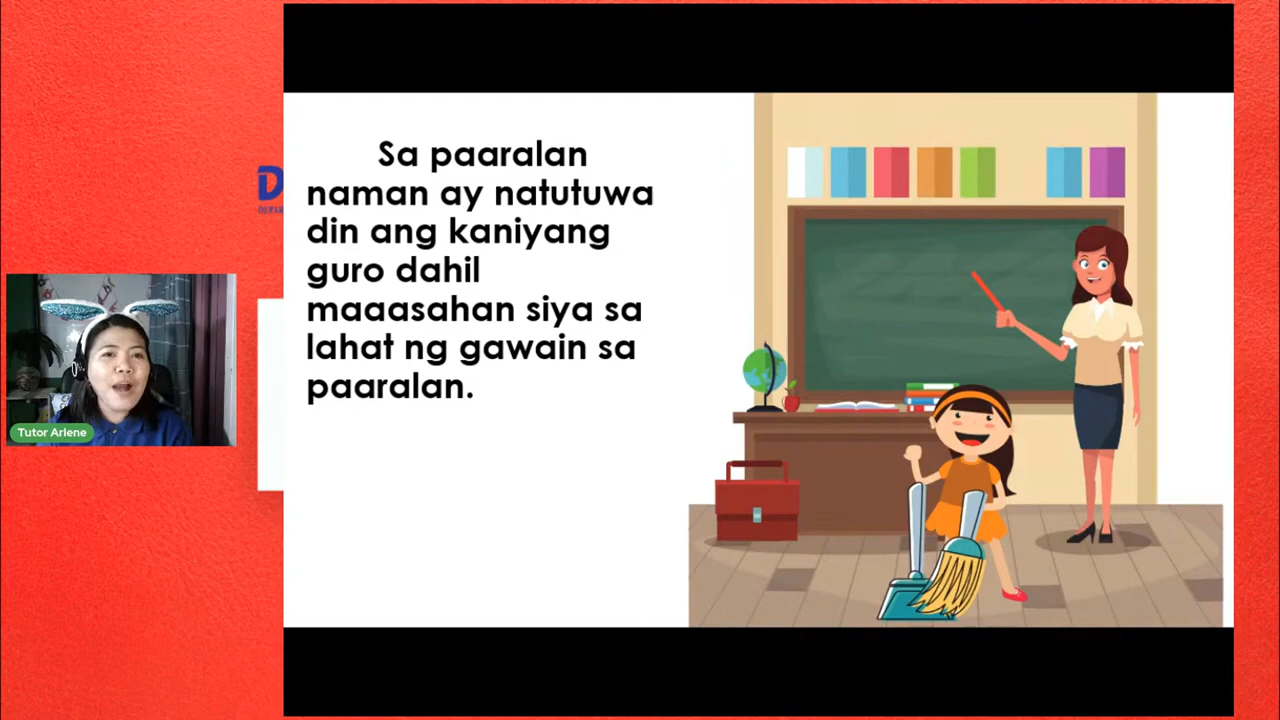 Sa paaralan
naman ay natutuwa
din ang kaniyang
guro dahil
maaasahan siya sa
lahat ng gawain sa
paaralan.
Tutor Arlene